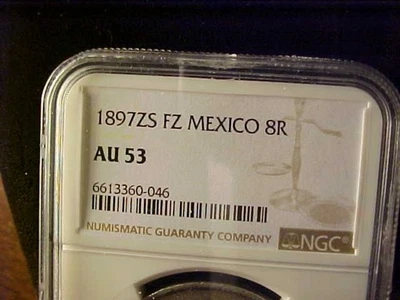 1897ZS FZ MEXICO 8R
AU 53
6613360-046
NUMISMATIC GUARANTY COMPANY NGC®